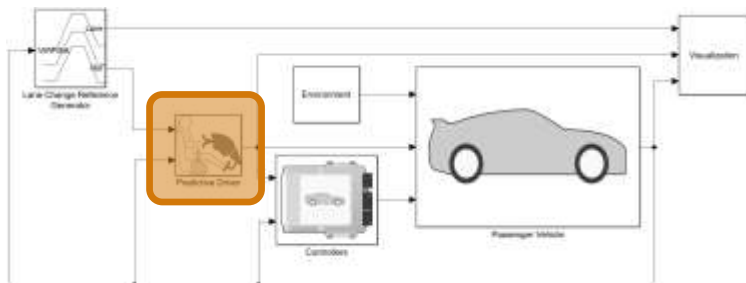 Lane Change Reference
Generator
Predictive Driver
Environment
Controllers
Passenger Vehicle
Visualization